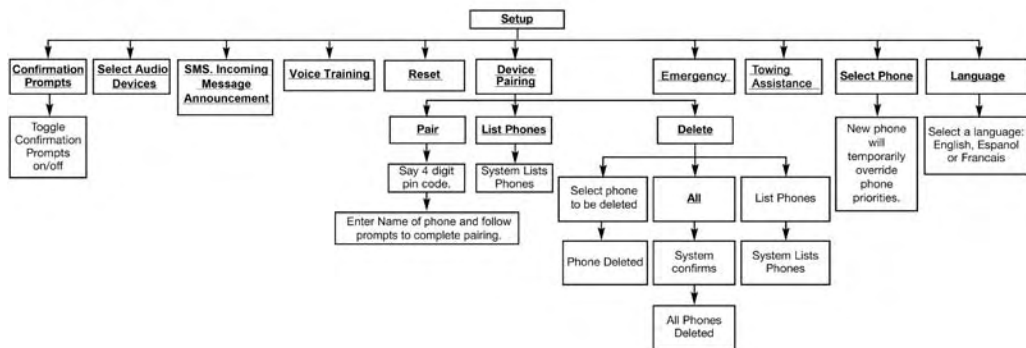 Setup
Confirmation
Prompts
Select Audio
Devices
SMS. Incoming
Message
Announcement
Voice Training
Reset
Device
Pairing
Emergency
Towing
Assistance
Select Phone
Language
Toggle
Confirmation
Prompts
on/off
Pair
List Phones
Delete
New phone
will
temporarily
override
phone
priorities.
Select a language:
English, Espanol
or Francais
Say 4 digit
pin code.
System Lists
Phones
Select phone
to be deleted
All
List Phones
Enter Name of phone and follow
prompts to complete pairing.
Phone Deleted
System
confirms
System Lists
Phones
All Phones
Deleted